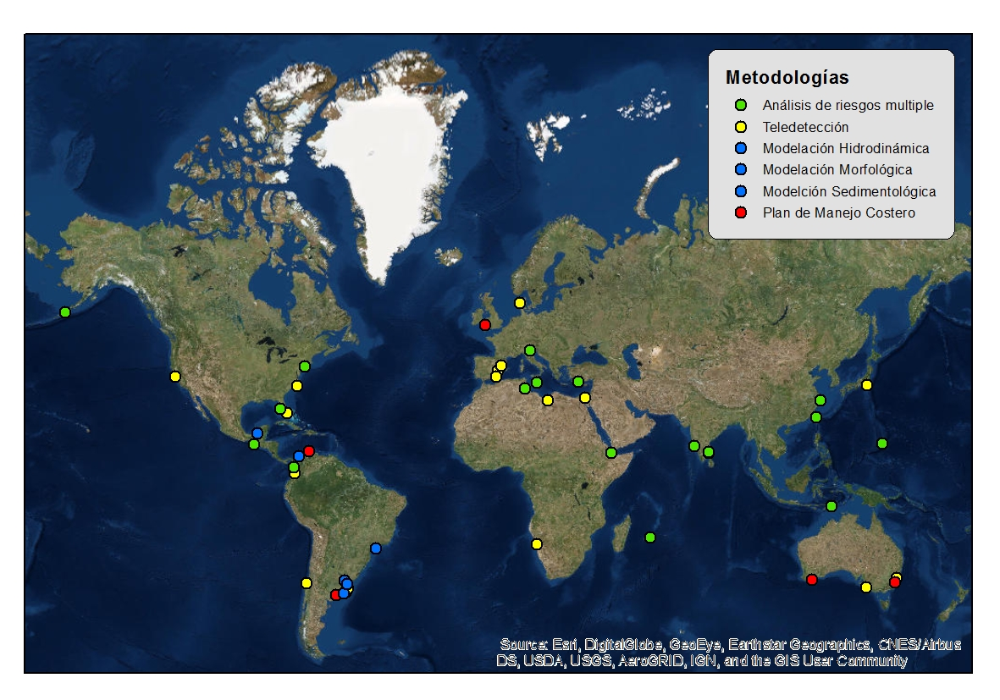 Metodologías
Análisis de riesgos multiple
Teledetección
Modelación Hidrodinámica
Modelación Morfológica
Modelción Sedimentológica
Plan de Manejo Costero
Source: Esri, DigitalGlobe, GeoEye, Earthstar Geographics, CNES/Airbus
DS, USDA, USGS, AeroGRID, IGN, and the GIS User Community